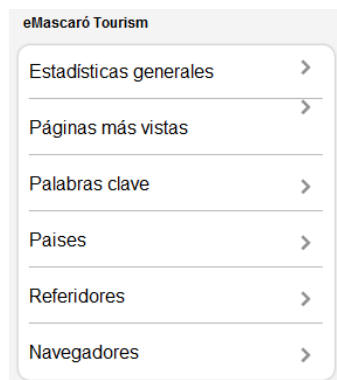 eMascaró Tourism
Estadísticas generales
Páginas más vistas
Palabras clave
Paises
Referidores
Navegadores